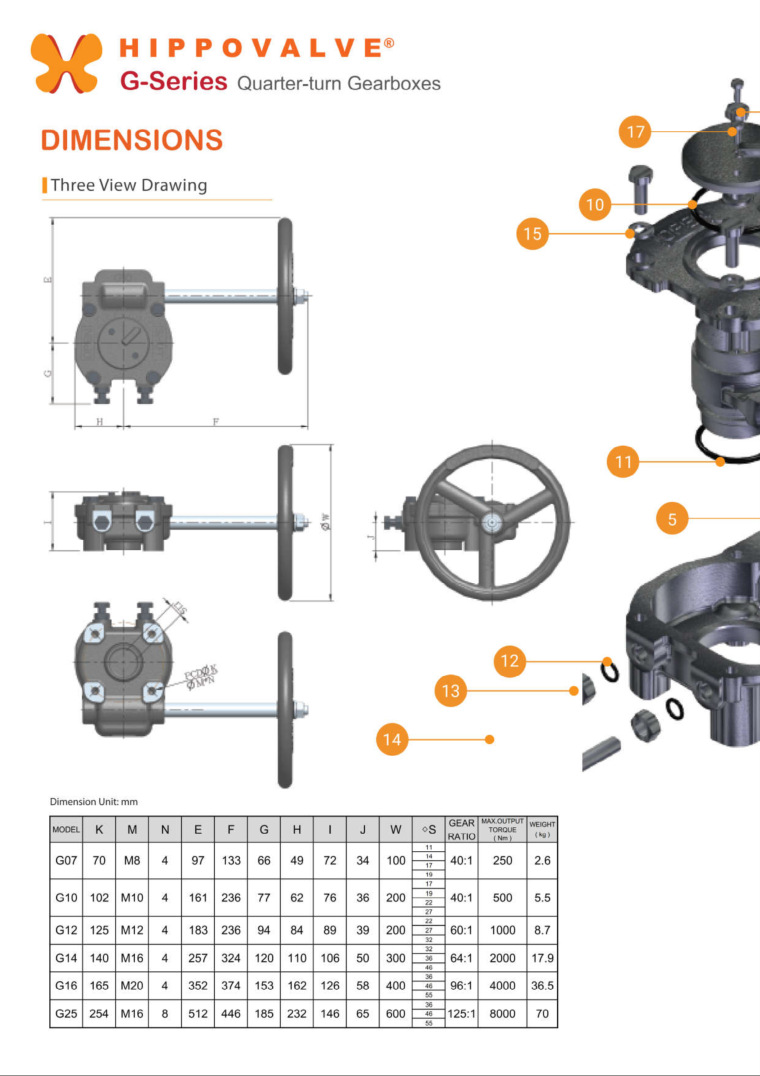 HIPPOVALVE®
G-Series Quarter-turn Gearboxes
DIMENSIONS
Three View Drawing
17
10
15
11
5
12
13
14
E
G
H
F
I
Ø W
J
□S
PCDØ K
Ø M*N
Dimension Unit: mm
MODEL K M N E F G H I J W ◇S GEAR RATIO MAX.OUTPUT TORQUE ( Nm ) WEIGHT ( kg )
G07 70 M8 4 97 133 66 49 72 34 100 11 14 17 19 40:1 250 2.6
G10 102 M10 4 161 236 77 62 76 36 200 17 19 22 27 40:1 500 5.5
G12 125 M12 4 183 236 94 84 89 39 200 22 27 32 60:1 1000 8.7
G14 140 M16 4 257 324 120 110 106 50 300 32 36 46 64:1 2000 17.9
G16 165 M20 4 352 374 153 162 126 58 400 36 46 55 96:1 4000 36.5
G25 254 M16 8 512 446 185 232 146 65 600 36 46 55 125:1 8000 70